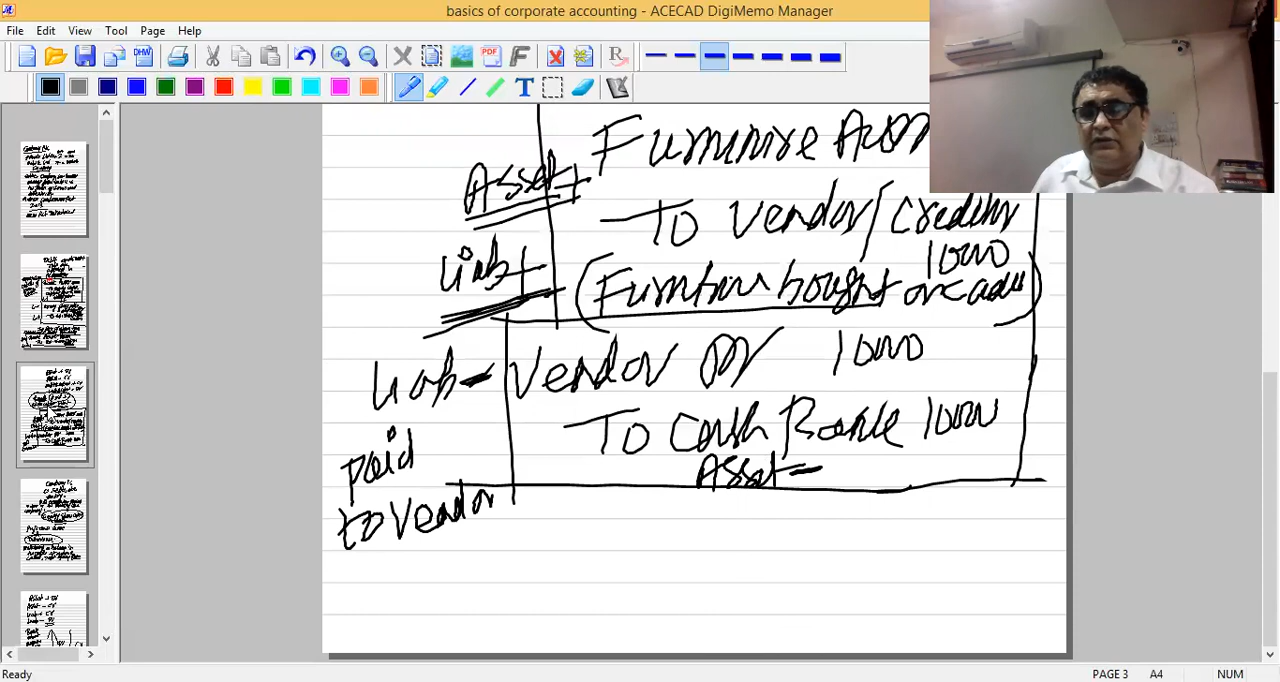 basics of corporate accounting - ACECAD DigiMemo Manager
File Edit View Tool Page Help
DHW PDF F R
T
Furniture
Asset+
To Vendor/Creditor
1000
Liab+
(Furniture bought on
Liab- Vendor Dr 1000
To Cash Bank 1000
paid
Asset-
to Vendor
Ready PAGE 3 A4 NUM